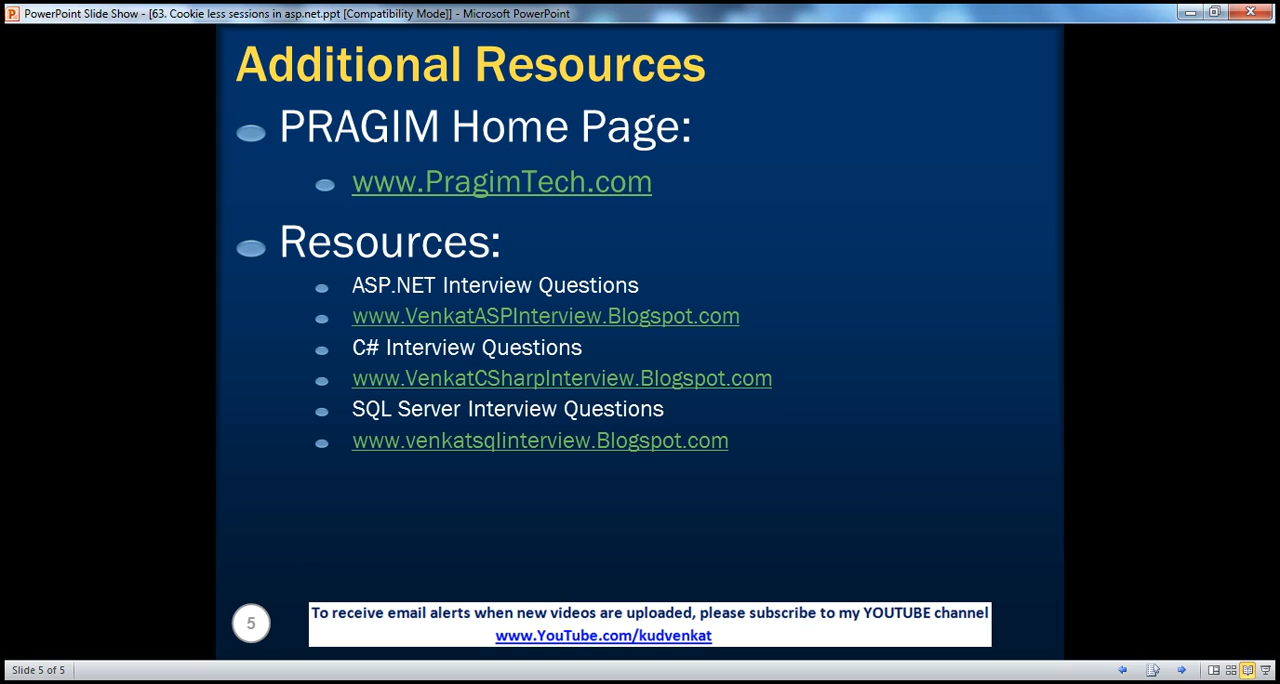 PowerPoint Slide Show - [63. Cookie less sessions in asp.net.ppt [Compatibility Mode]] - Microsoft PowerPoint
Additional Resources
PRAGIM Home Page:
www.PragimTech.com
Resources:
ASP.NET Interview Questions
www.VenkatASPInterview.Blogspot.com
C# Interview Questions
www.VenkatCSharpInterview.Blogspot.com
SQL Server Interview Questions
www.venkatsqlinterview.Blogspot.com
5
To receive email alerts when new videos are uploaded, please subscribe to my YOUTUBE channel
www.YouTube.com/kudvenkat
Slide 5 of 5